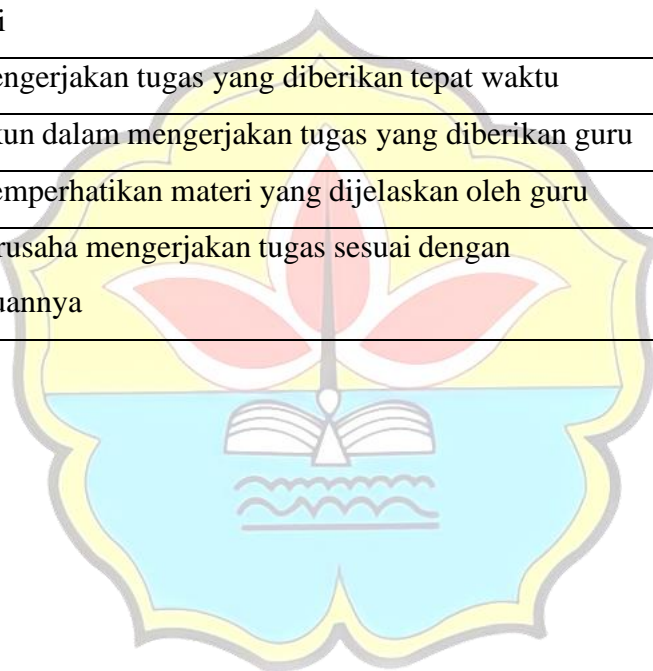 i
engerjakan tugas yang diberikan tepat waktu
kun dalam mengerjakan tugas yang diberikan guru
emperhatikan materi yang dijelaskan oleh guru
rusaha mengerjakan tugas sesuai dengan
uannya